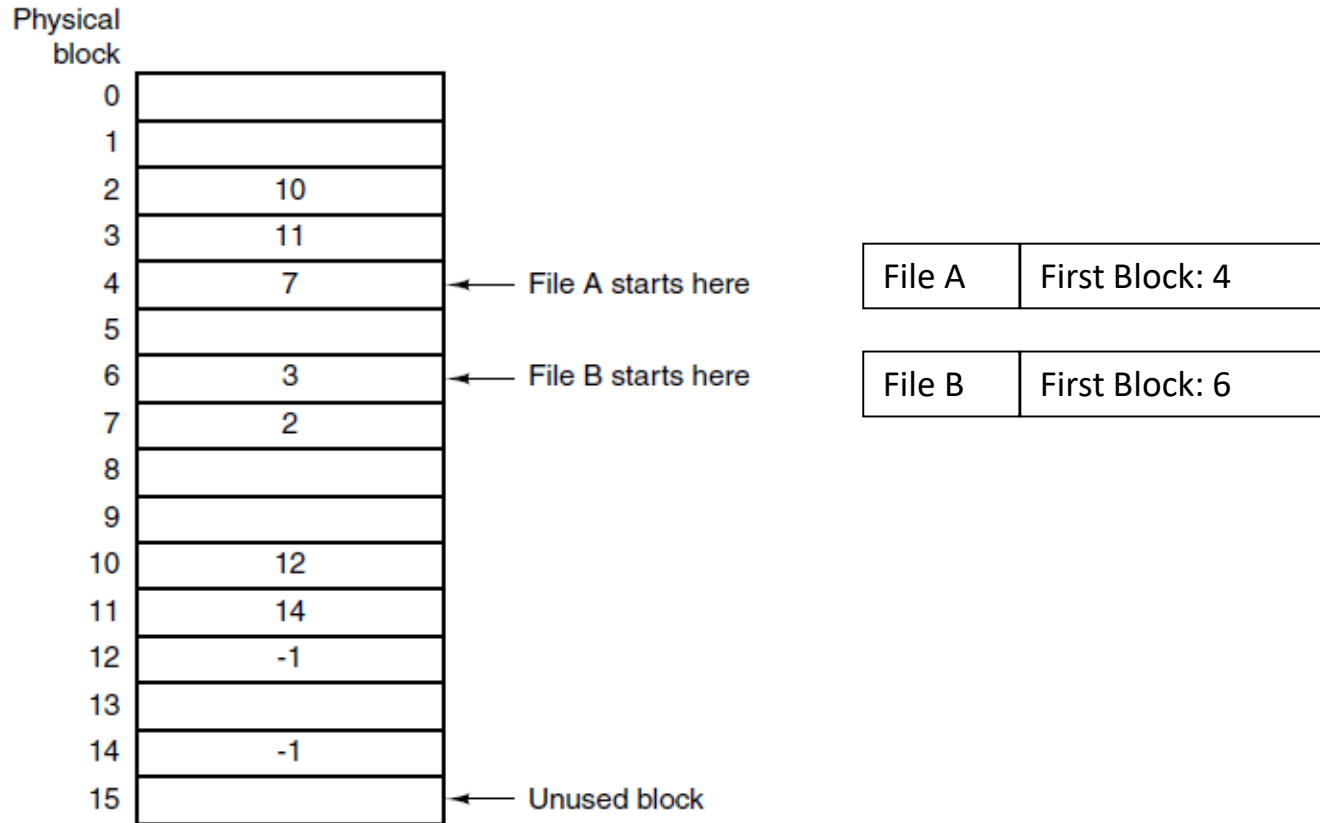 Physical
block
0
1
2 10
3 11
4 7 File A starts here
File A First Block: 4
5
6 3 File B starts here
File B First Block: 6
7 2
8
9
10 12
11 14
12 -1
13
14 -1
15 Unused block